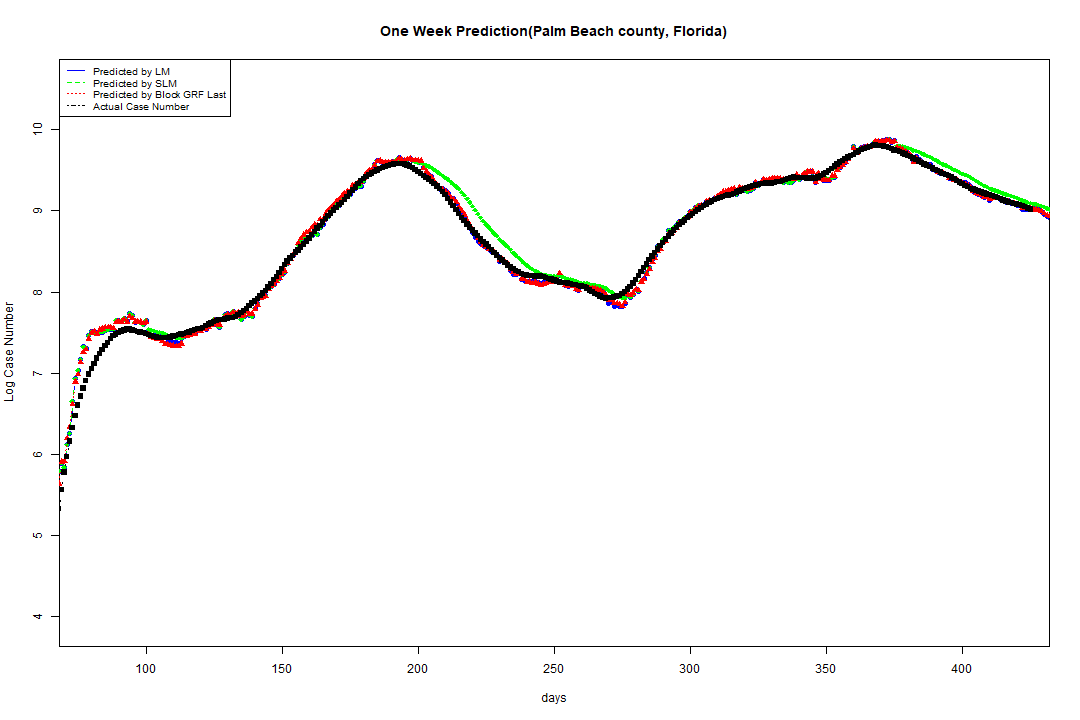 One Week Prediction(Palm Beach county, Florida)
Predicted by LM
Predicted by SLM
Predicted by Block GRF Last
Actual Case Number
10
9
8
7
6
5
4
Log Case Number
100 150 200 250 300 350 400
days